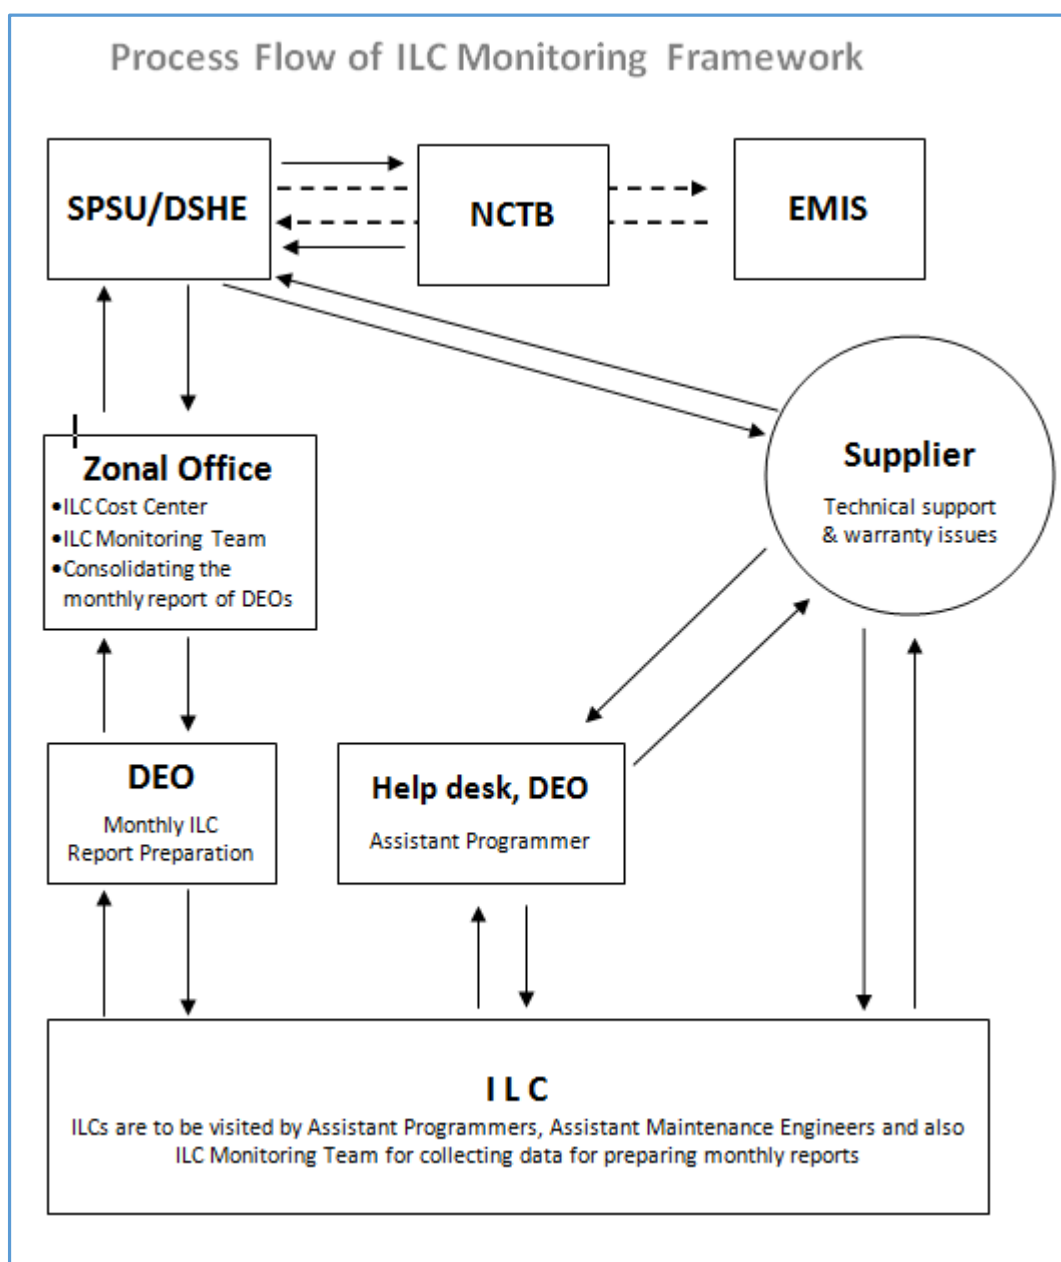 Process Flow of ILC Monitoring Framework
SPSU/DSHE
NCTB
EMIS
Zonal Office
•ILC Cost Center
•ILC Monitoring Team
•Consolidating the
monthly report of DEOs
Supplier
Technical support
& warranty issues
DEO
Monthly ILC
Report Preparation
Help desk, DEO
Assistant Programmer
I L C
ILCs are to be visited by Assistant Programmers, Assistant Maintenance Engineers and also
ILC Monitoring Team for collecting data for preparing monthly reports